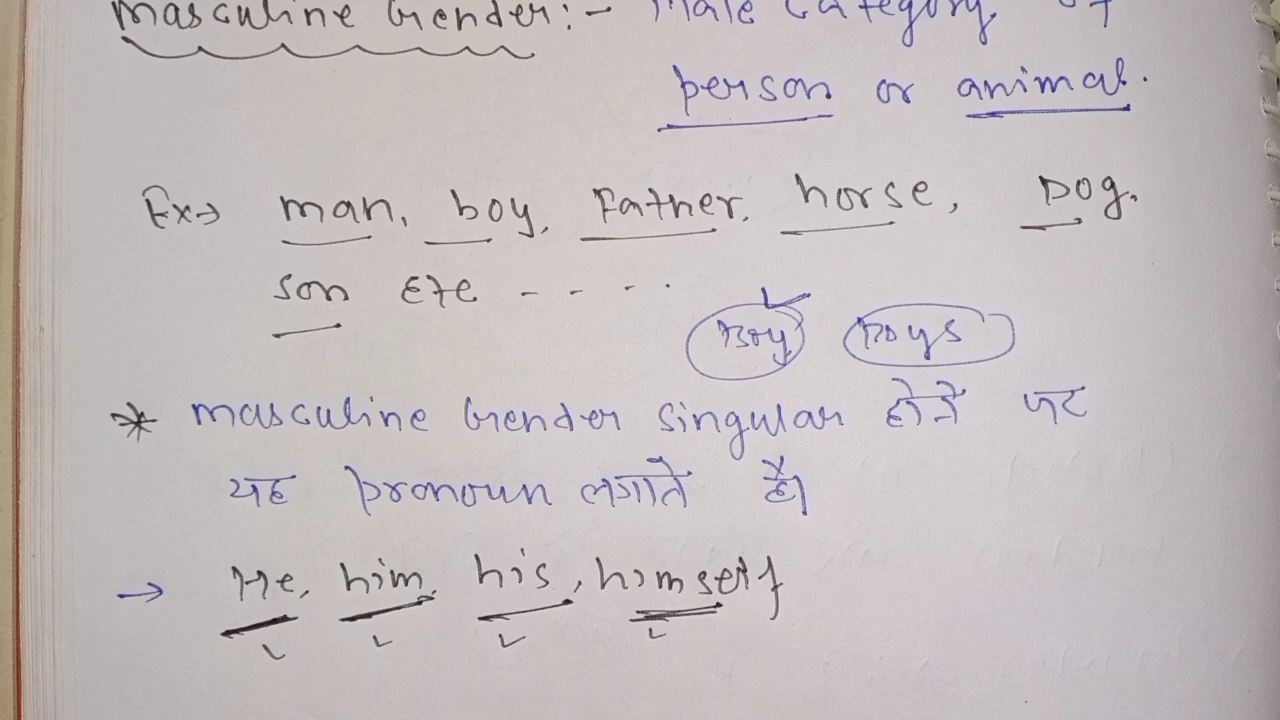 Masculine Gender:- Male category of
person or animal.
Ex→ man, boy, Father, horse, Dog.
son Etc - - - -
Boy Boys
* masculine Gender singular होने पर
यह pronoun लगाते है।
→ He, him, his, himself